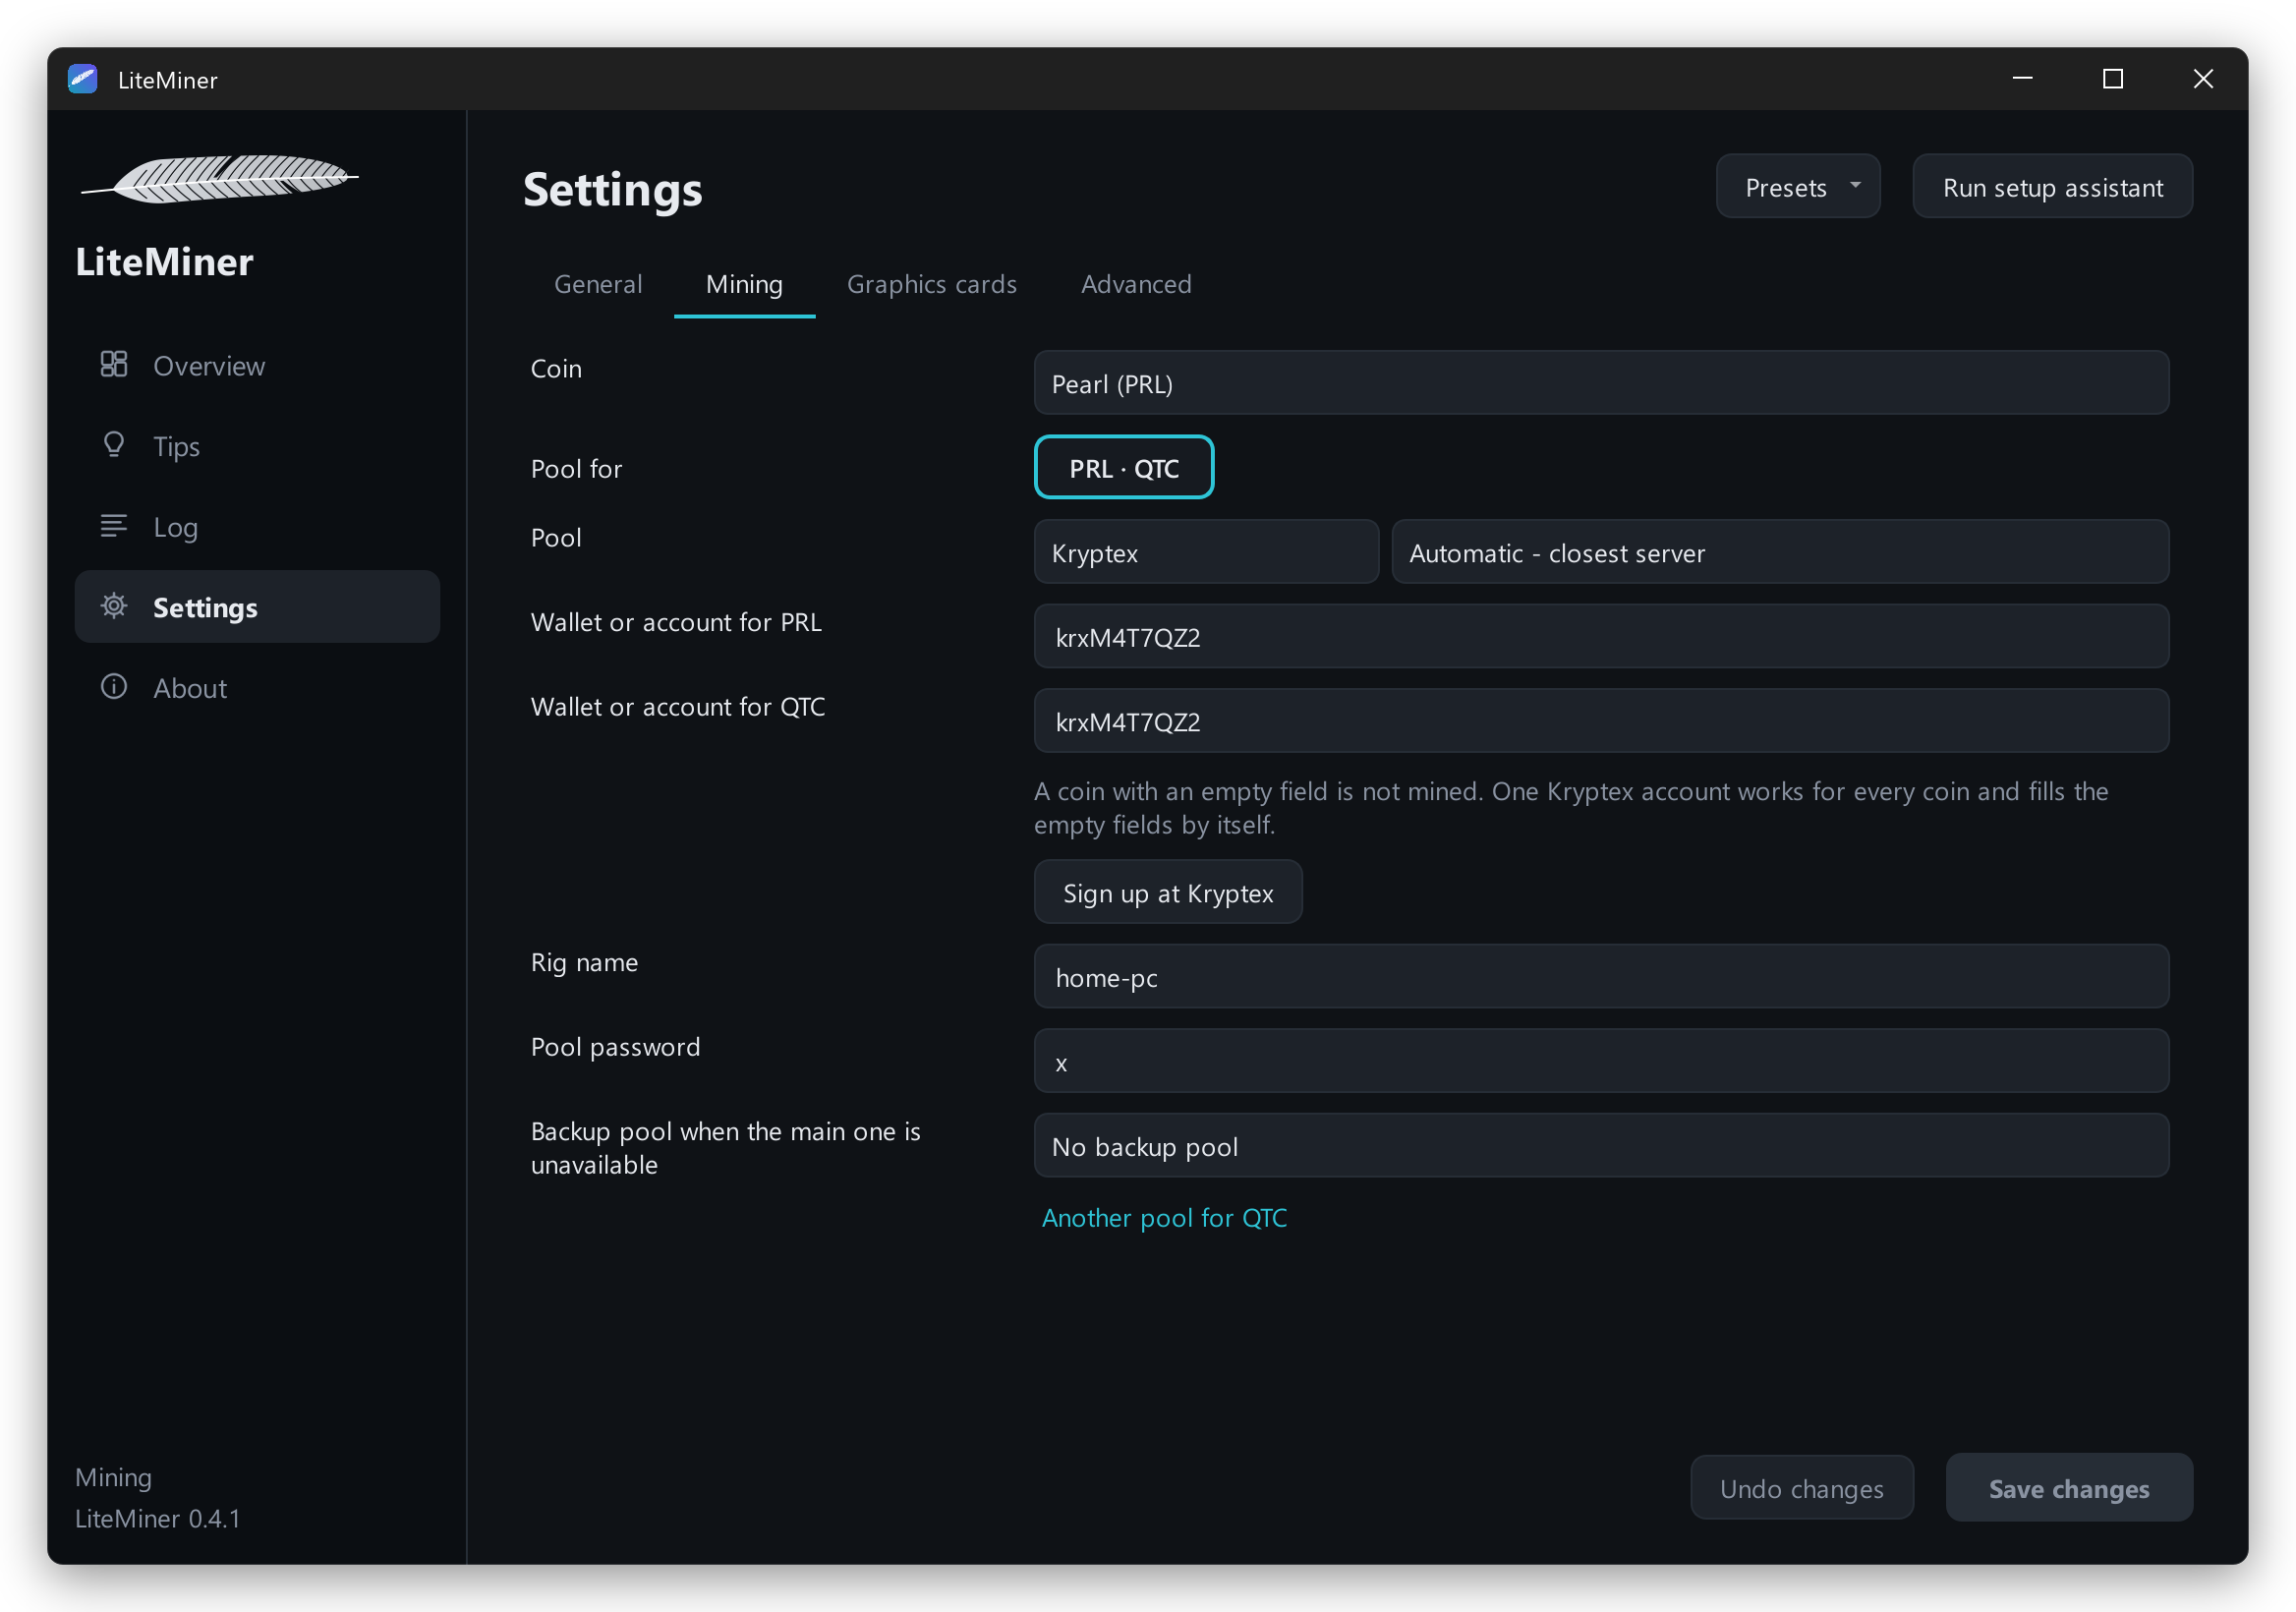 LiteMiner
LiteMiner
Overview
Tips
Log
Settings
About
Mining
LiteMiner 0.4.1
Settings
Presets
Run setup assistant
General
Mining
Graphics cards
Advanced
Coin
Pearl (PRL)
Pool for
PRL · QTC
Pool
Kryptex
Automatic - closest server
Wallet or account for PRL
krxM4T7QZ2
Wallet or account for QTC
krxM4T7QZ2
A coin with an empty field is not mined. One Kryptex account works for every coin and fills the
empty fields by itself.
Sign up at Kryptex
Rig name
home-pc
Pool password
x
Backup pool when the main one is
unavailable
No backup pool
Another pool for QTC
Undo changes
Save changes